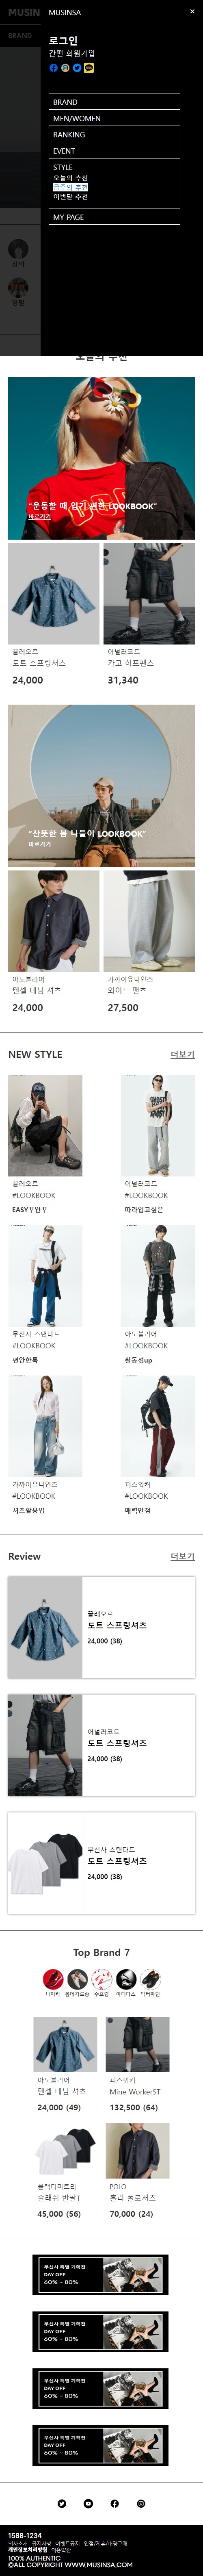 MUSIN
MUSINSA
×
BRAND
로그인
간편 회원가입
BRAND
MEN/WOMEN
RANKING
EVENT
STYLE
오늘의 추천
금주의 추천
이번달 추천
MY PAGE
오늘의 추천
"운동할 때 입기 편한 LOOKBOOK"
바로가기
끌레오르
도트 스프링셔츠
24,000
어널러코드
카고 하프팬츠
31,340
"산뜻한 봄 나들이 LOOKBOOK"
바로가기
아노블리어
텐셀 데님 셔츠
24,000
가까이유니언즈
와이드 팬츠
27,500
NEW STYLE
더보기
끌레오르
#LOOKBOOK
EASY꾸안꾸
어널러코드
#LOOKBOOK
따라입고싶은
무신사 스탠다드
#LOOKBOOK
편안한룩
아노블리어
#LOOKBOOK
활동성up
가까이유니언즈
#LOOKBOOK
셔츠활용법
피스워커
#LOOKBOOK
매력만점
Review
더보기
끌레오르
도트 스프링셔츠
24,000 (38)
어널러코드
도트 스프링셔츠
24,000 (38)
무신사 스탠다드
도트 스프링셔츠
24,000 (38)
Top Brand 7
나이키 꼼데가르송 수프림 아디다스 닥터마틴
아노블리어
텐셀 데님 셔츠
24,000 (49)
피스워커
Mine WorkerST
132,500 (64)
블랙디미트리
슬래쉬 반팔T
45,000 (56)
POLO
홀리 폴로셔츠
70,000 (24)
무신사 특별 기획전
DAY OFF
60% ~ 80%
무신사 특별 기획전
DAY OFF
60% ~ 80%
무신사 특별 기획전
DAY OFF
60% ~ 80%
무신사 특별 기획전
DAY OFF
60% ~ 80%
1588-1234
회사소개 공지사항 이벤트공지 입점/제휴/대량구매
개인정보처리방침 이용약관
100% AUTHENTIC
©ALL COPYRIGHT WWW.MUSINSA.COM